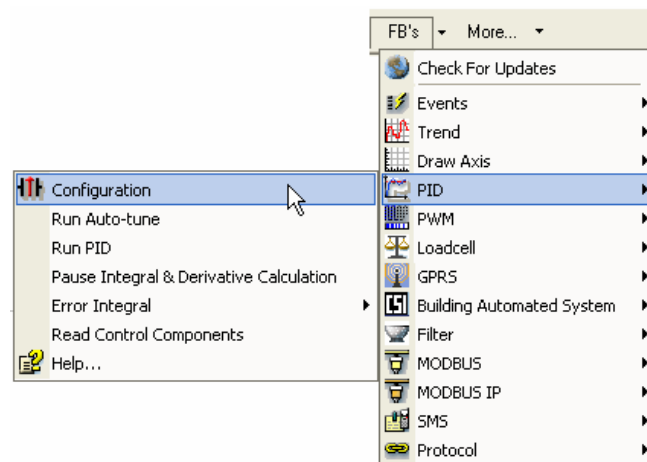 FB's More...
Check For Updates
Events
Trend
Draw Axis
PID
PWM
Loadcell
GPRS
Building Automated System
Filter
MODBUS
MODBUS IP
SMS
Protocol
Configuration
Run Auto-tune
Run PID
Pause Integral & Derivative Calculation
Error Integral
Read Control Components
Help...